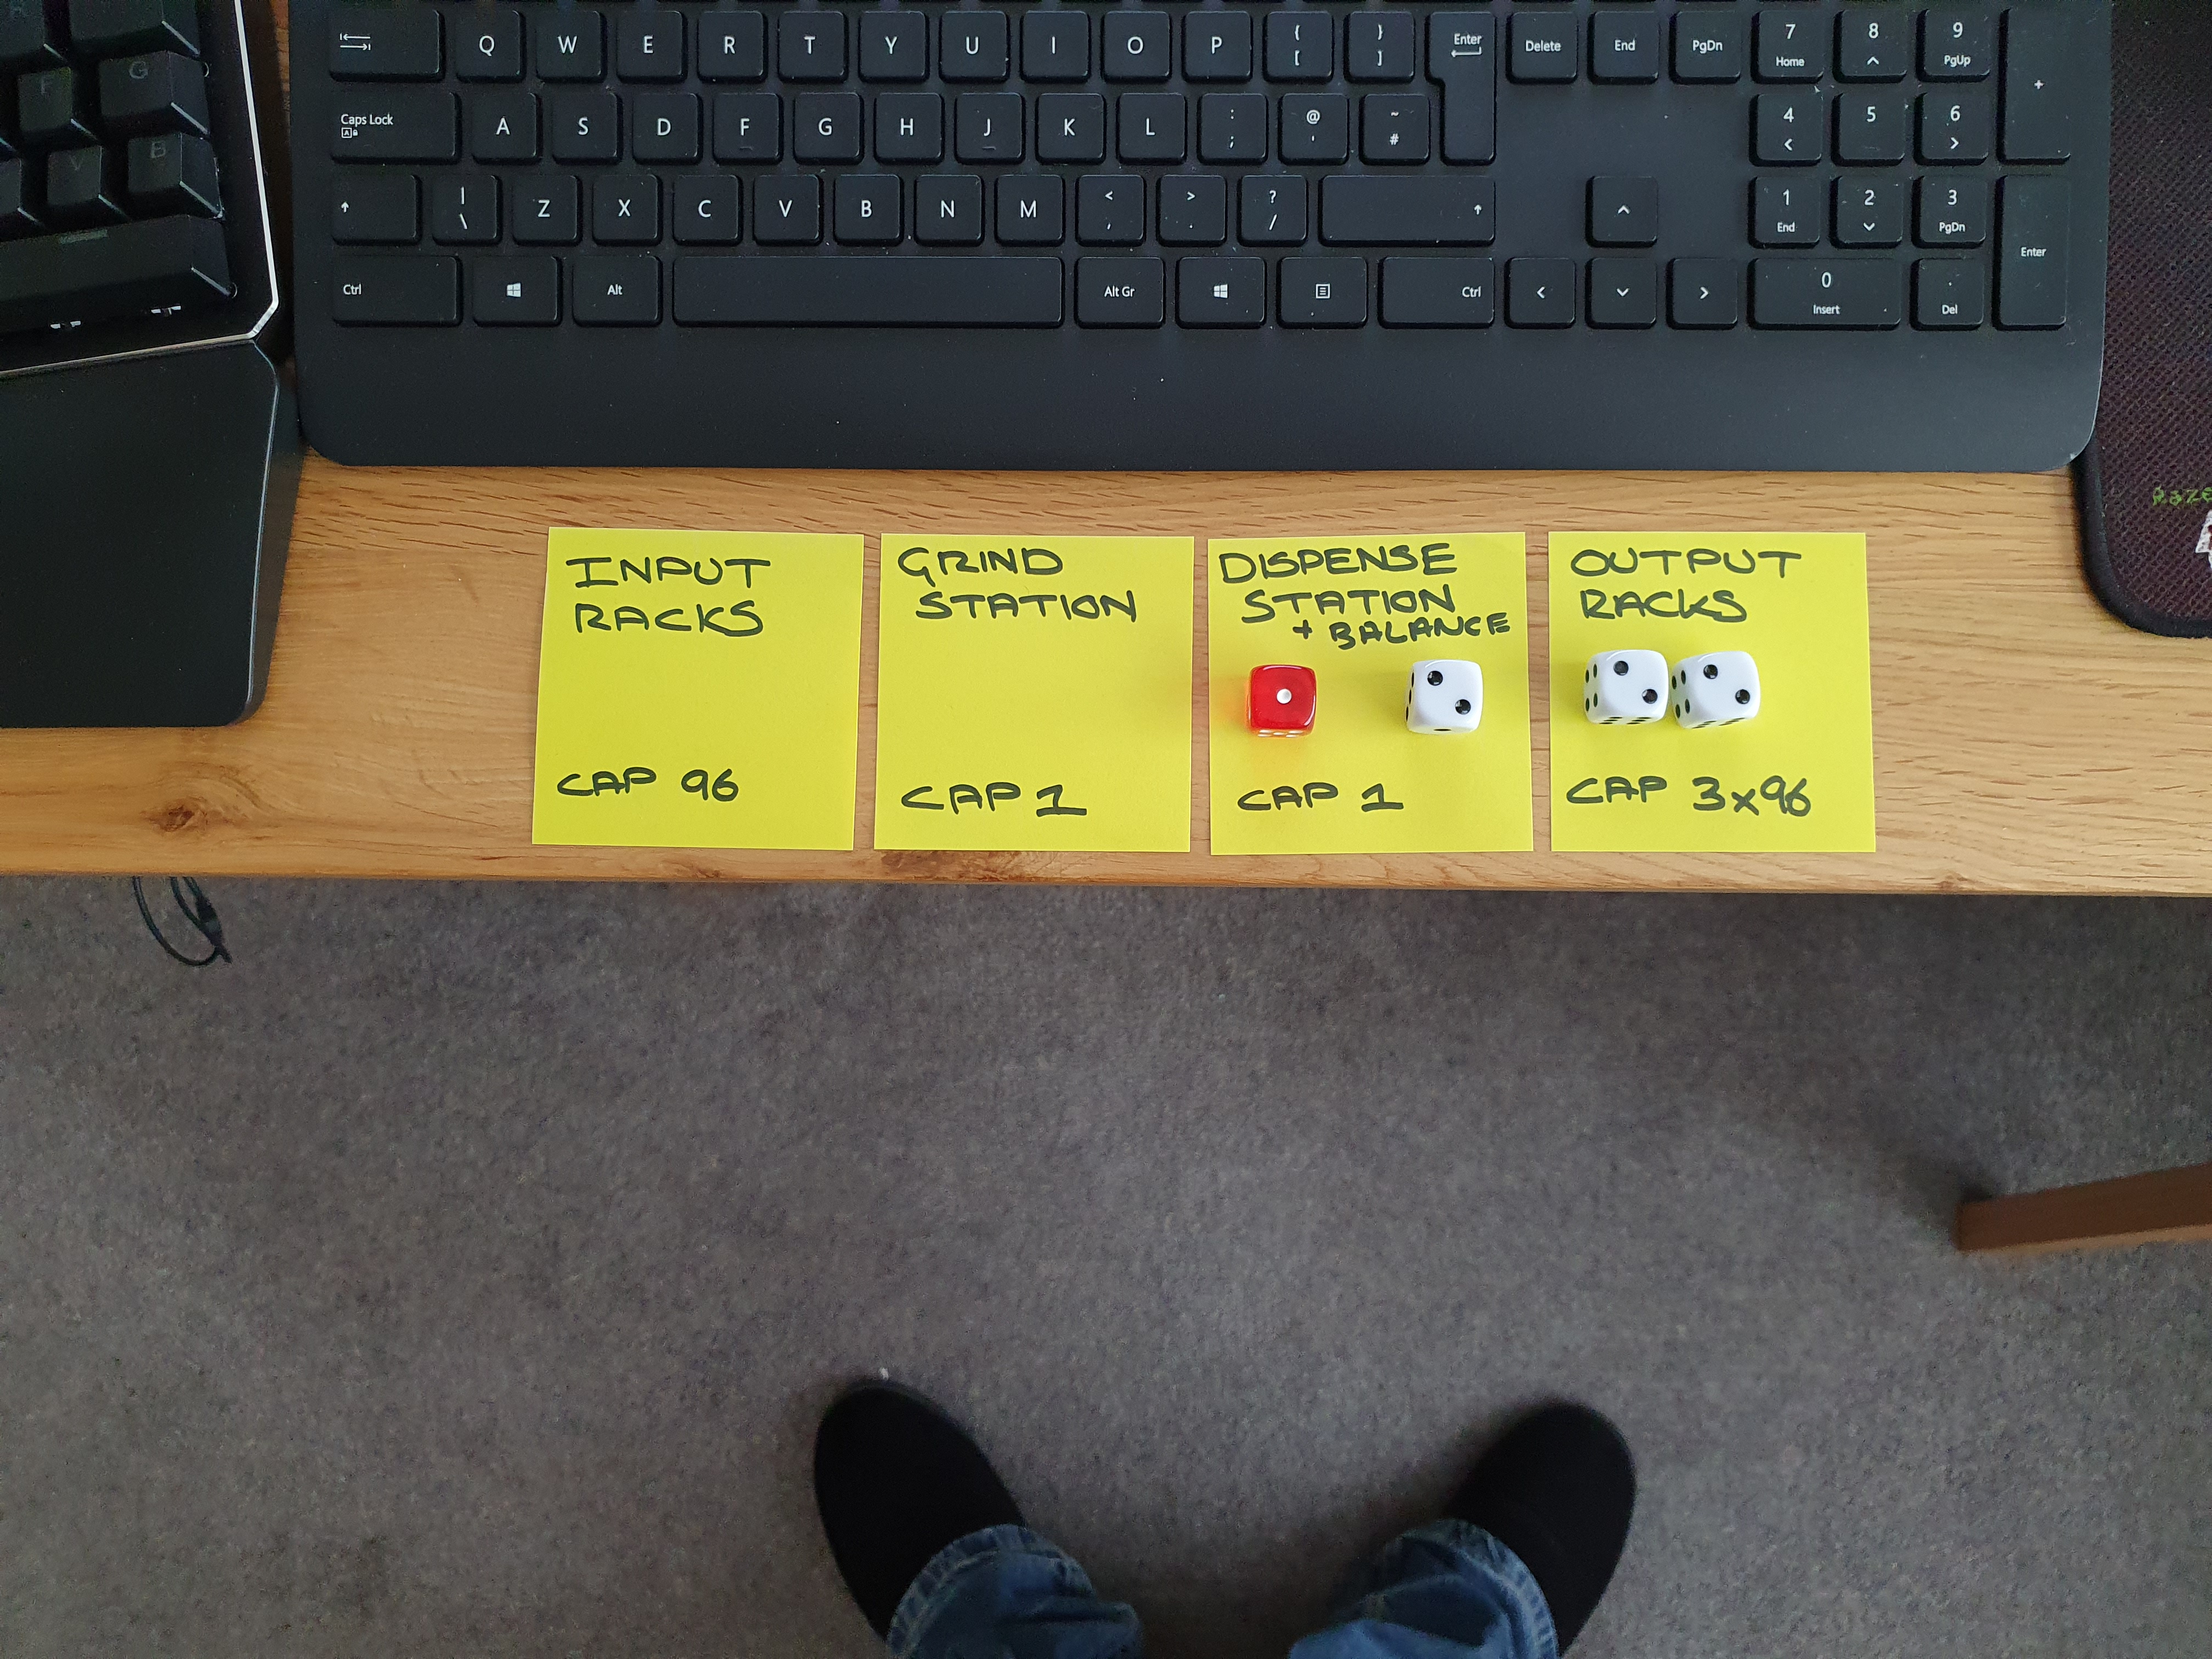 Q W E R T Y U I O P { [ } ] Enter Delete End PgDn 7 Home 8 9 PgUp +
Caps Lock A S D F G H J K L : ; @ ' ~ # 4 < 5 6 >
| \ Z X C V B N M < , > . ? / 1 End 2 3 PgDn Enter
Ctrl Alt Alt Gr Ctrl < > 0 Insert . Del
F G
V B
INPUT
RACKS
CAP 96
GRIND
STATION
CAP 1
DISPENSE
STATION
+ BALANCE
CAP 1
OUTPUT
RACKS
CAP 3x96